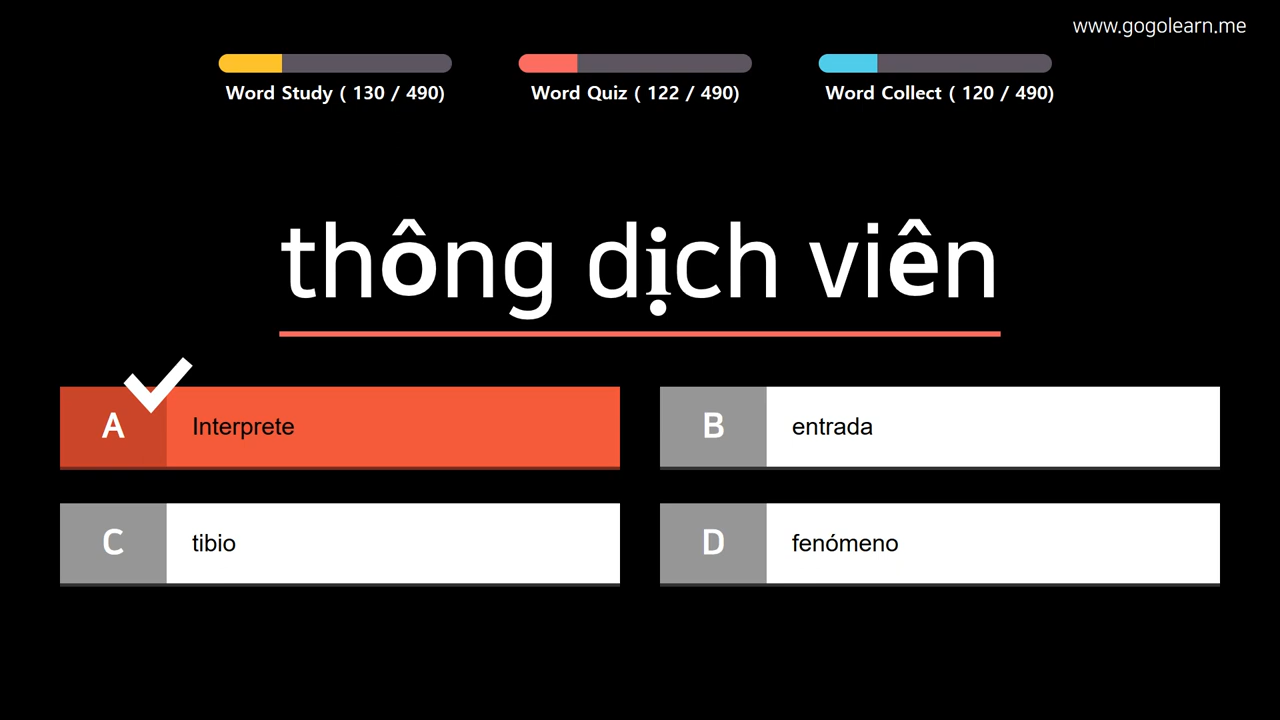 www.gogolearn.me
Word Study ( 130 / 490)
Word Quiz ( 122 / 490)
Word Collect ( 120 / 490)
thông dịch viên
A Interprete
B entrada
C tibio
D fenómeno